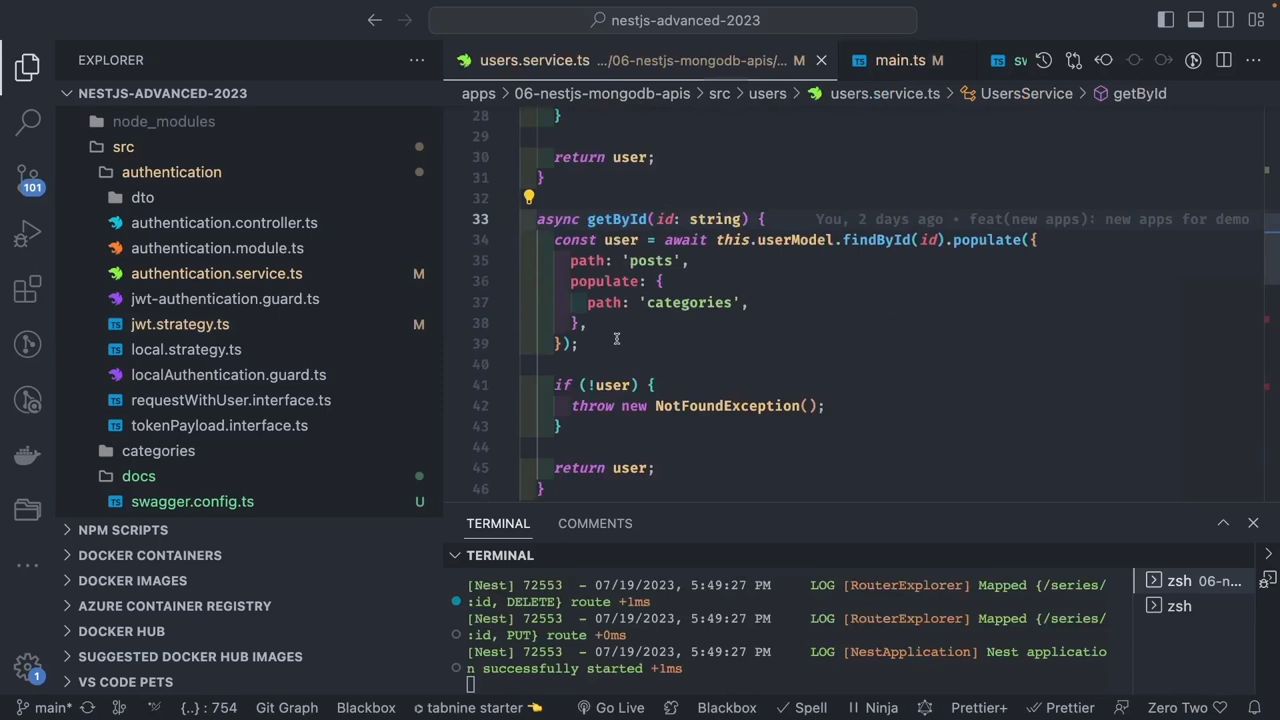 nestjs-advanced-2023
EXPLORER
NESTJS-ADVANCED-2023
node_modules
src
authentication
dto
authentication.controller.ts
authentication.module.ts
authentication.service.ts M
jwt-authentication.guard.ts
jwt.strategy.ts M
local.strategy.ts
localAuthentication.guard.ts
requestWithUser.interface.ts
tokenPayload.interface.ts
categories
docs
swagger.config.ts U
NPM SCRIPTS
DOCKER CONTAINERS
DOCKER IMAGES
AZURE CONTAINER REGISTRY
DOCKER HUB
SUGGESTED DOCKER HUB IMAGES
VS CODE PETS
101
1
users.service.ts .../06-nestjs-mongodb-apis/... M
TS main.ts M
TS sv
apps > 06-nestjs-mongodb-apis > src > users > users.service.ts > UsersService > getById
28 }
29
30 return user;
31 }
32
33 async getById(id: string) { You, 2 days ago • feat(new apps): new apps for demo
34 const user = await this.userModel.findById(id).populate({
35 path: 'posts',
36 populate: {
37 path: 'categories',
38 },
39 });
40
41 if (!user) {
42 throw new NotFoundException();
43 }
44
45 return user;
46 }
TERMINAL COMMENTS
TERMINAL
[Nest] 72553 - 07/19/2023, 5:49:27 PM LOG [RouterExplorer] Mapped {/series/
:id, DELETE} route +1ms
[Nest] 72553 - 07/19/2023, 5:49:27 PM LOG [RouterExplorer] Mapped {/series/
:id, PUT} route +0ms
[Nest] 72553 - 07/19/2023, 5:49:27 PM LOG [NestApplication] Nest applicatio
n successfully started +1ms
zsh 06-n...
zsh
main* {..} : 754 Git Graph Blackbox tabnine starter Go Live Blackbox Spell Ninja Prettier+ Prettier Zero Two